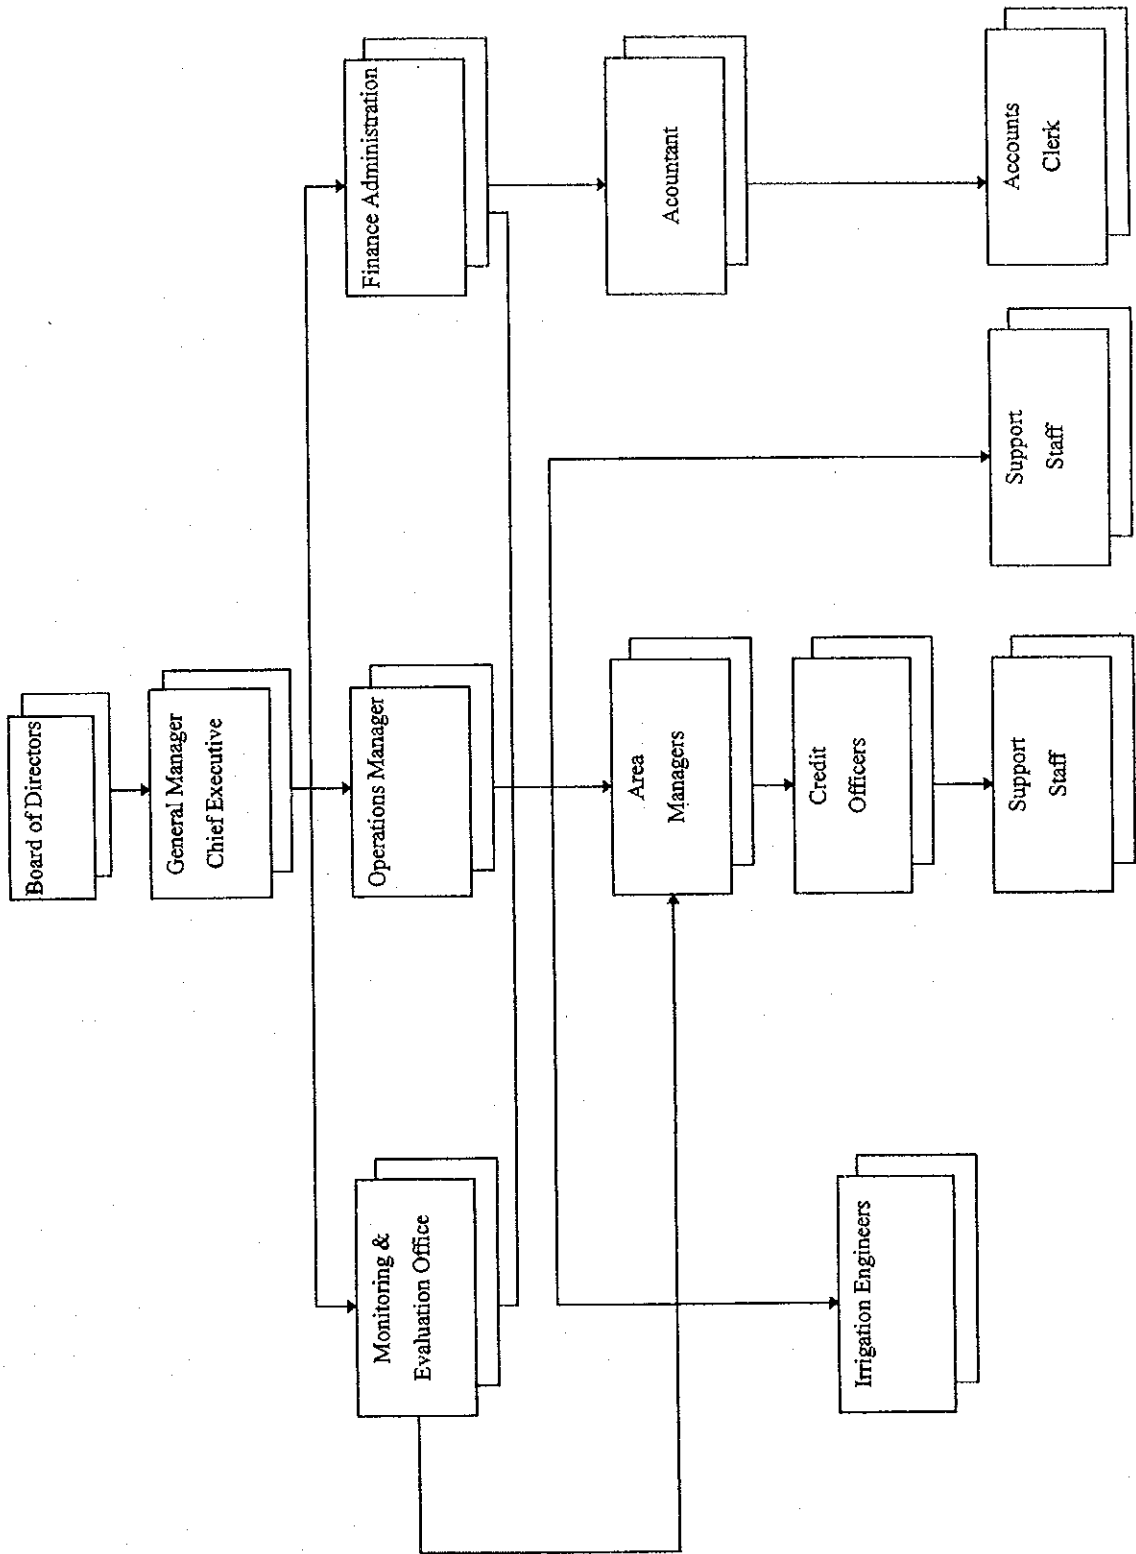 Board of Directors
General Manager
Chief Executive
Monitoring &
Evaluation Office
Operations Manager
Finance Administration
Area
Managers
Acountant
Irrigation Engineers
Credit
Officers
Support
Staff
Support
Staff
Accounts
Clerk